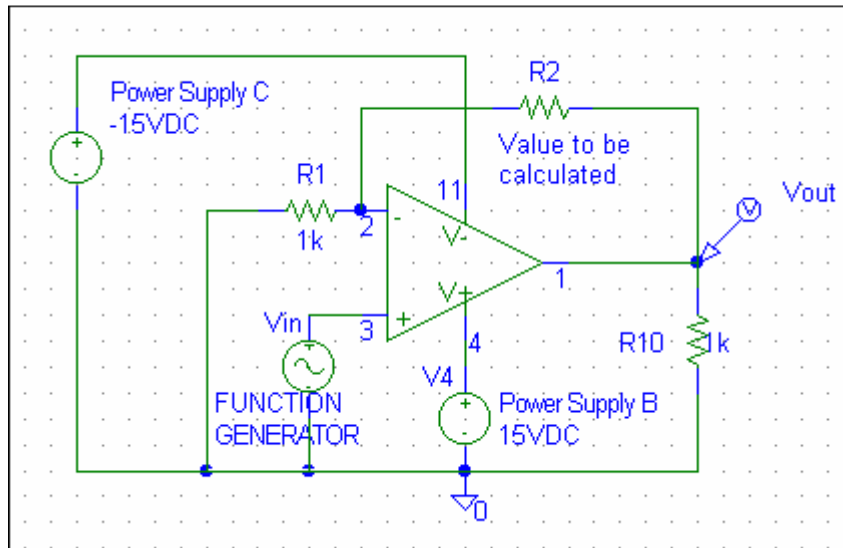 R2
Power Supply C
-15VDC
Value to be
calculated
R1
11
Vout
1k
2
-
V-
V
V+
1
Vin
3
+
4
R10
1k
V4
FUNCTION
GENERATOR
Power Supply B
15VDC
0